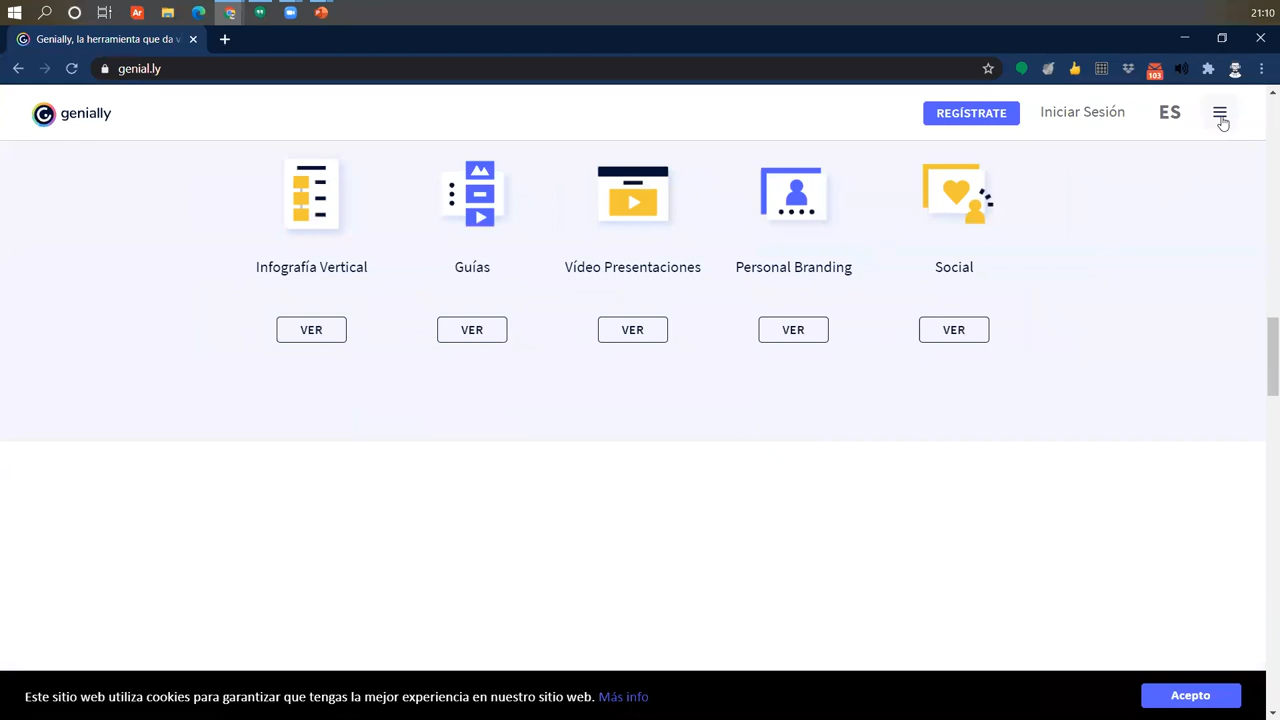 21:10
Genially, la herramienta que da v
genial.ly
103
genially
REGÍSTRATE
Iniciar Sesión
ES
Infografía Vertical
Guías
Vídeo Presentaciones
Personal Branding
Social
VER
VER
VER
VER
VER
Este sitio web utiliza cookies para garantizar que tengas la mejor experiencia en nuestro sitio web. Más info
Acepto